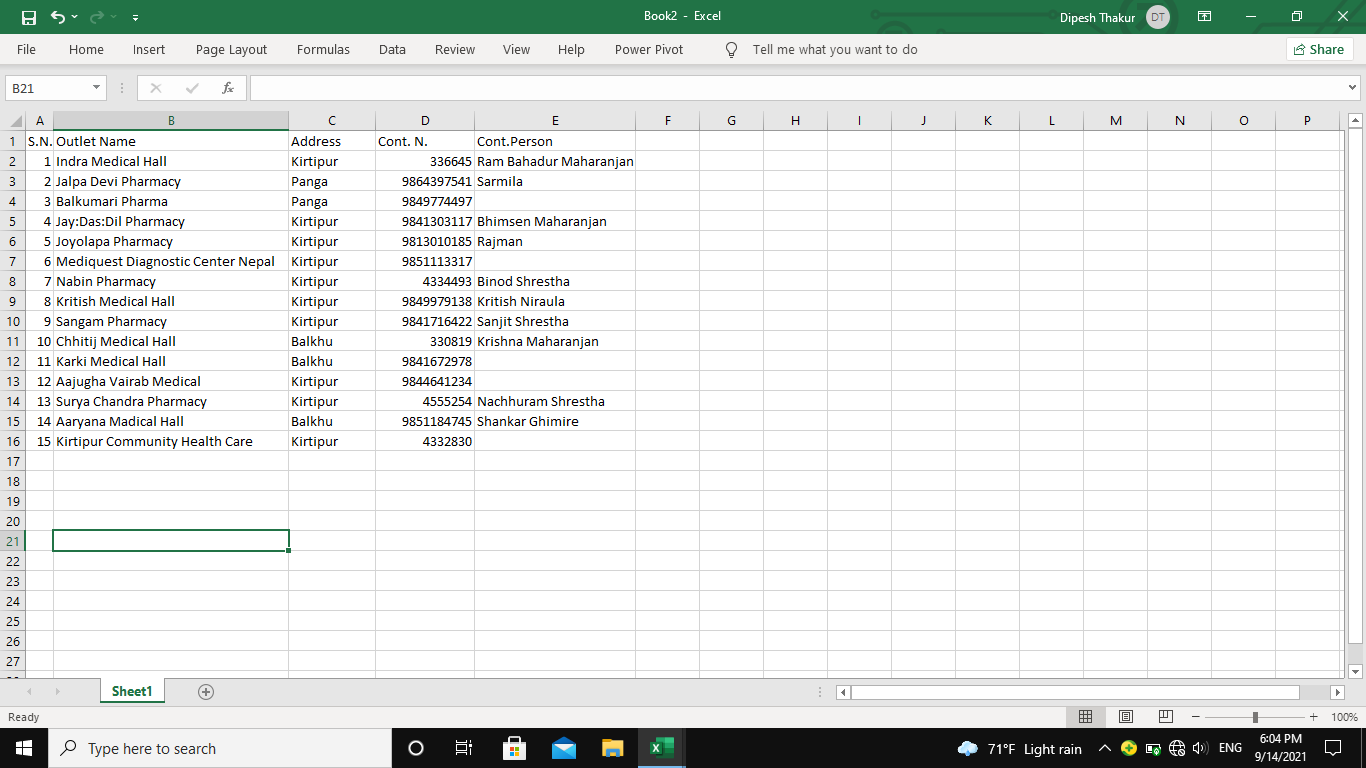 Book2 - Excel
Dipesh Thakur DT
File Home Insert Page Layout Formulas Data Review View Help Power Pivot Tell me what you want to do Share
B21 fx
A B C D E F G H I J K L M N O P
1 S.N. Outlet Name Address Cont. N. Cont.Person
2 1 Indra Medical Hall Kirtipur 336645 Ram Bahadur Maharanjan
3 2 Jalpa Devi Pharmacy Panga 9864397541 Sarmila
4 3 Balkumari Pharma Panga 9849774497
5 4 Jay:Das:Dil Pharmacy Kirtipur 9841303117 Bhimsen Maharanjan
6 5 Joyolapa Pharmacy Kirtipur 9813010185 Rajman
7 6 Mediquest Diagnostic Center Nepal Kirtipur 9851113317
8 7 Nabin Pharmacy Kirtipur 4334493 Binod Shrestha
9 8 Kritish Medical Hall Kirtipur 9849979138 Kritish Niraula
10 9 Sangam Pharmacy Kirtipur 9841716422 Sanjit Shrestha
11 10 Chhitij Medical Hall Balkhu 330819 Krishna Maharanjan
12 11 Karki Medical Hall Balkhu 9841672978
13 12 Aajugha Vairab Medical Kirtipur 9844641234
14 13 Surya Chandra Pharmacy Kirtipur 4555254 Nachhuram Shrestha
15 14 Aaryana Madical Hall Balkhu 9851184745 Shankar Ghimire
16 15 Kirtipur Community Health Care Kirtipur 4332830
17
18
19
20
21
22
23
24
25
26
27
Sheet1
Ready 100%
Type here to search 71°F Light rain ENG 6:04 PM
9/14/2021